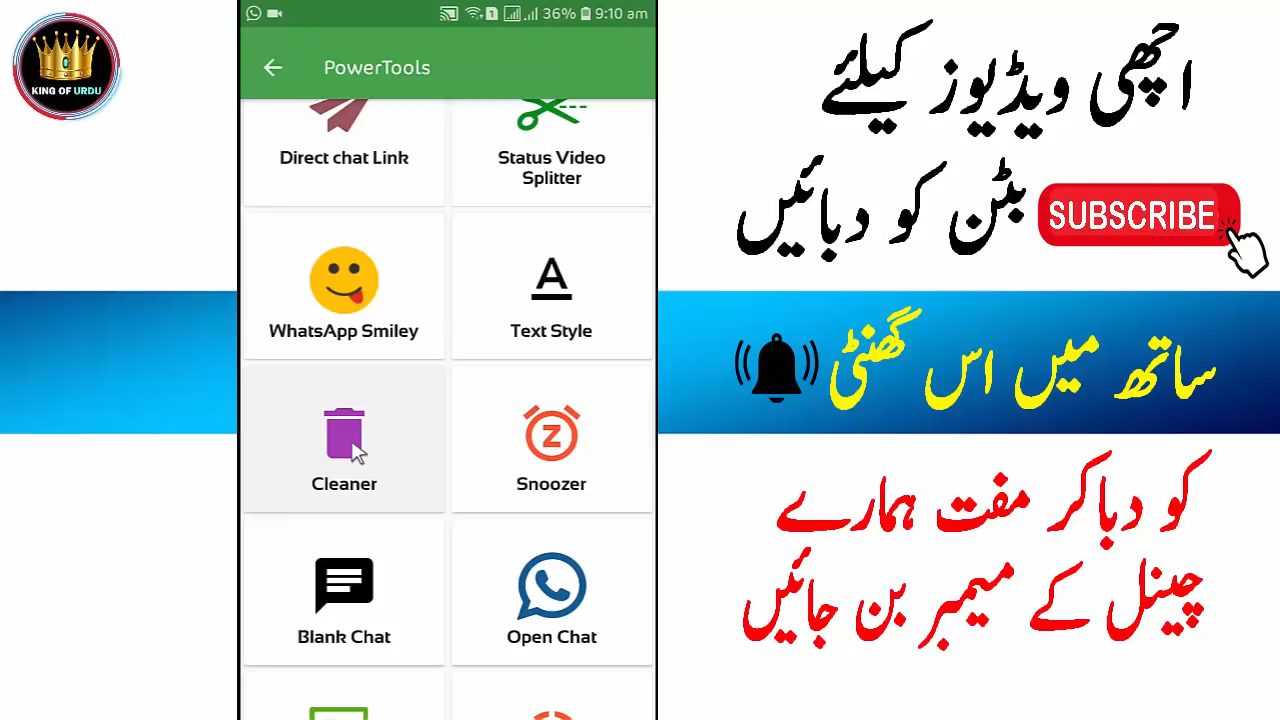 KING OF URDU
36% 9:10 am
PowerTools
Direct chat Link
Status Video
Splitter
WhatsApp Smiley
Text Style
Cleaner
Snoozer
Blank Chat
Open Chat
اچھی ویڈیوز کیلئے
بٹن کو دبائیں SUBSCRIBE
ساتھ میں اس گھنٹی
کو دباکر مفت ہمارے
چینل کے میمبر بن جائیں